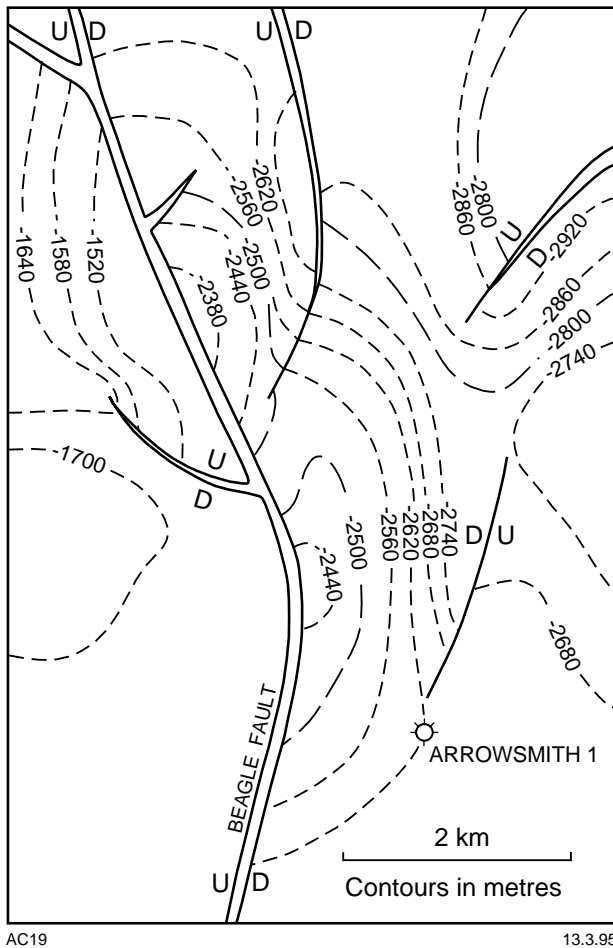 U D
U D
-2620
-2560
-2500
-2440
-2380
-2800
-2860
U
D
-2920
-2860
-2800
-2740
-1640
-1580
-1520
-1700
U
D
-2500
-2440
-2560
-2620
-2680
-2740
D U
-2680
BEAGLE FAULT
ARROWSMITH 1
2 km
U D
Contours in metres
AC19
13.3.95